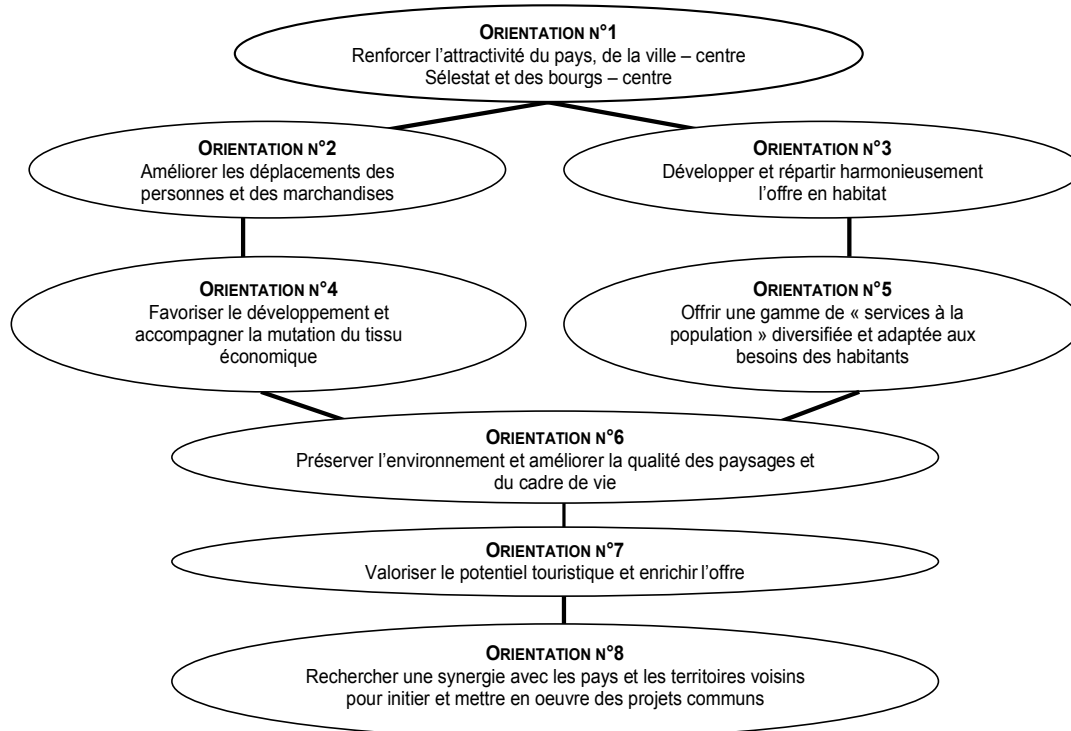 ORIENTATION N°1
Renforcer l’attractivité du pays, de la ville – centre
Sélestat et des bourgs – centre
ORIENTATION N°2
Améliorer les déplacements des
personnes et des marchandises
ORIENTATION N°3
Développer et répartir harmonieusement
l’offre en habitat
ORIENTATION N°4
Favoriser le développement et
accompagner la mutation du tissu
économique
ORIENTATION N°5
Offrir une gamme de « services à la
population » diversifiée et adaptée aux
besoins des habitants
ORIENTATION N°6
Préserver l’environnement et améliorer la qualité des paysages et
du cadre de vie
ORIENTATION N°7
Valoriser le potentiel touristique et enrichir l’offre
ORIENTATION N°8
Rechercher une synergie avec les pays et les territoires voisins
pour initier et mettre en oeuvre des projets communs